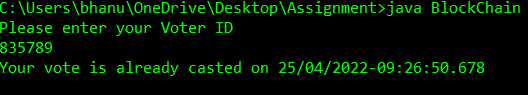 C:\Users\bhanu\OneDrive\Desktop\Assignment>java BlockChain
Please enter your Voter ID
835789
Your vote is already casted on 25/04/2022-09:26:50.678